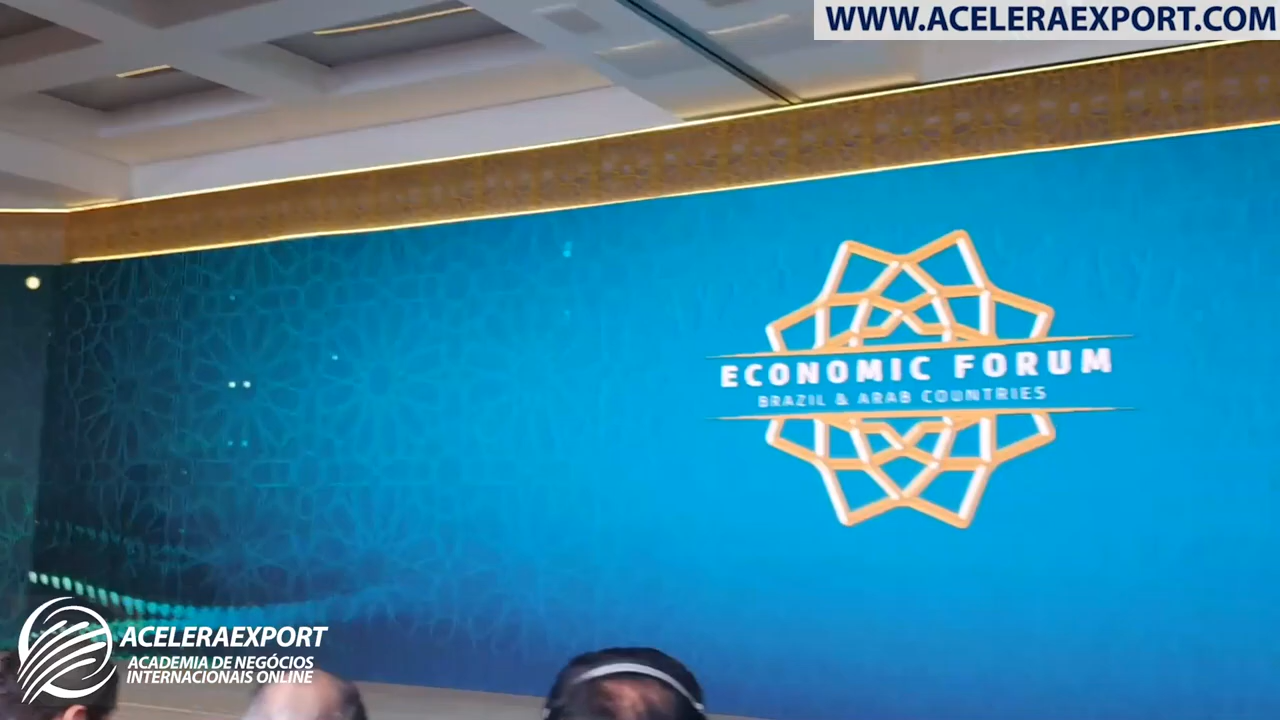 WWW.ACELERAEXPORT.COM
ECONOMIC FORUM
BRAZIL & ARAB COUNTRIES
ACELERAEXPORT
ACADEMIA DE NEGÓCIOS
INTERNACIONAIS ONLINE